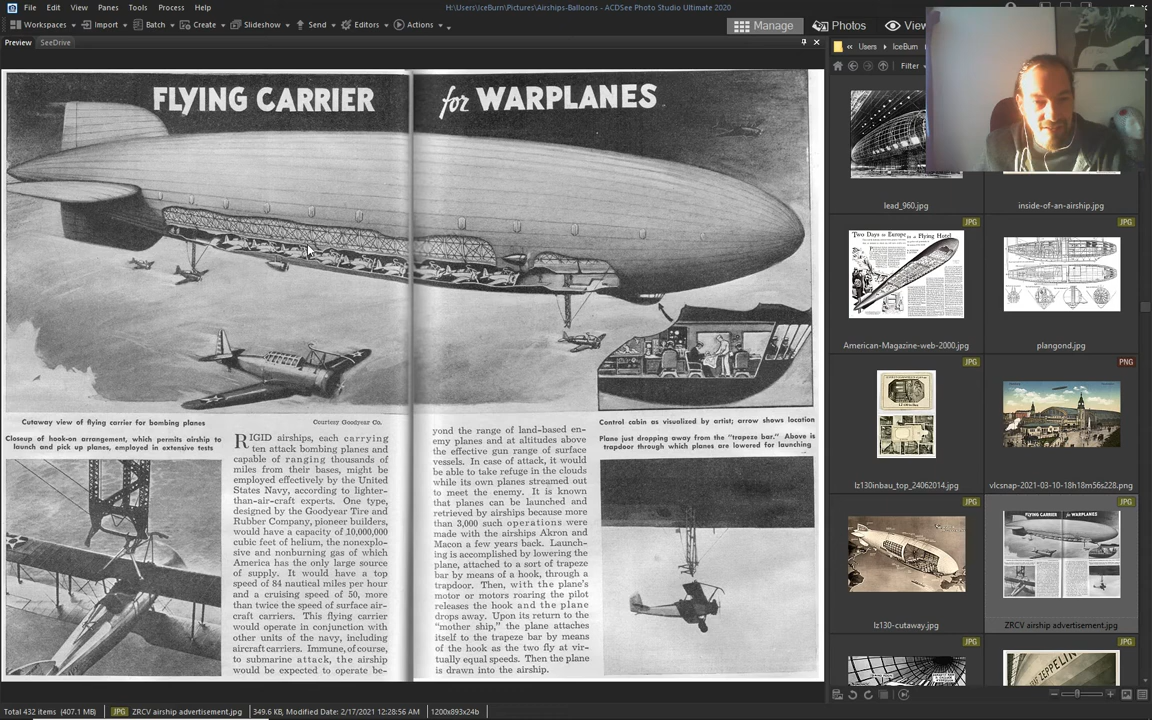 File Edit View Panes Tools Process Help
H:\Users\IceBurn\Pictures\Airships-Balloons - ACDSee Photo Studio Ultimate 2020
Workspaces Import Batch Create Slideshow Send Editors Actions
Manage Photos View
Preview SeeDrive
Users IceBurn
Filter
FLYING CARRIER for WARPLANES
Cutaway view of flying carrier for bombing planes
Courtesy Goodyear Co.
Closeup of hook-on arrangement, which permits airship to
launch and pick up planes, employed in extensive tests
RIGID airships, each carrying
ten attack bombing planes and
capable of ranging thousands of
miles from their bases, might be
employed effectively by the United
States Navy, according to lighter-
than-air-craft experts. One type,
designed by the Goodyear Tire and
Rubber Company, pioneer builders,
would have a capacity of 10,000,000
cubic feet of helium, the nonexplo-
sive and nonburning gas of which
America has the only large source
of supply. It would have a top
speed of 84 nautical miles per hour
and a cruising speed of 50, more
than twice the speed of surface air-
craft carriers. This flying carrier
would operate in conjunction with
other units of the navy, including
aircraft carriers. Immune, of course,
to submarine attack, the airship
would be expected to operate be-
yond the range of land-based en-
emy planes and at altitudes above
the effective gun range of surface
vessels. In case of attack, it would
be able to take refuge in the clouds
while its own planes streamed out
to meet the enemy. It is known
that planes can be launched and
retrieved by airships because more
than 3,000 such operations were
made with the airships Akron and
Macon a few years back. Launch-
ing is accomplished by lowering the
plane, attached to a sort of trapeze
bar by means of a hook, through a
trapdoor. Then, with the plane's
motor or motors roaring the pilot
releases the hook and the plane
drops away. Upon its return to the
"mother ship," the plane attaches
itself to the trapeze bar by means
of the hook as the two fly at vir-
tually equal speeds. Then the plane
is drawn into the airship.
Control cabin as visualized by artist; arrow shows location
Plane just dropping away from the "trapeze bar." Above is
trapdoor through which planes are lowered for launching
lead_960.jpg
inside-of-an-airship.jpg
JPG
Two Days to Europe in a Flying Hotel
American-Magazine-web-2000.jpg
JPG
plangond.jpg
JPG
lz130inbau_top_24062014.jpg
PNG
vlcsnap-2021-03-10-18h18m56s228.png
JPG
lz130-cutaway.jpg
JPG
FLYING CARRIER for WARPLANES
ZRCV airship advertisement.jpg
JPG
JPG
ZEPPELIN
Total 432 items (407.1 MB) JPG ZRCV airship advertisement.jpg 349.6 KB, Modified Date: 2/17/2021 12:28:56 AM 1200x893x24b